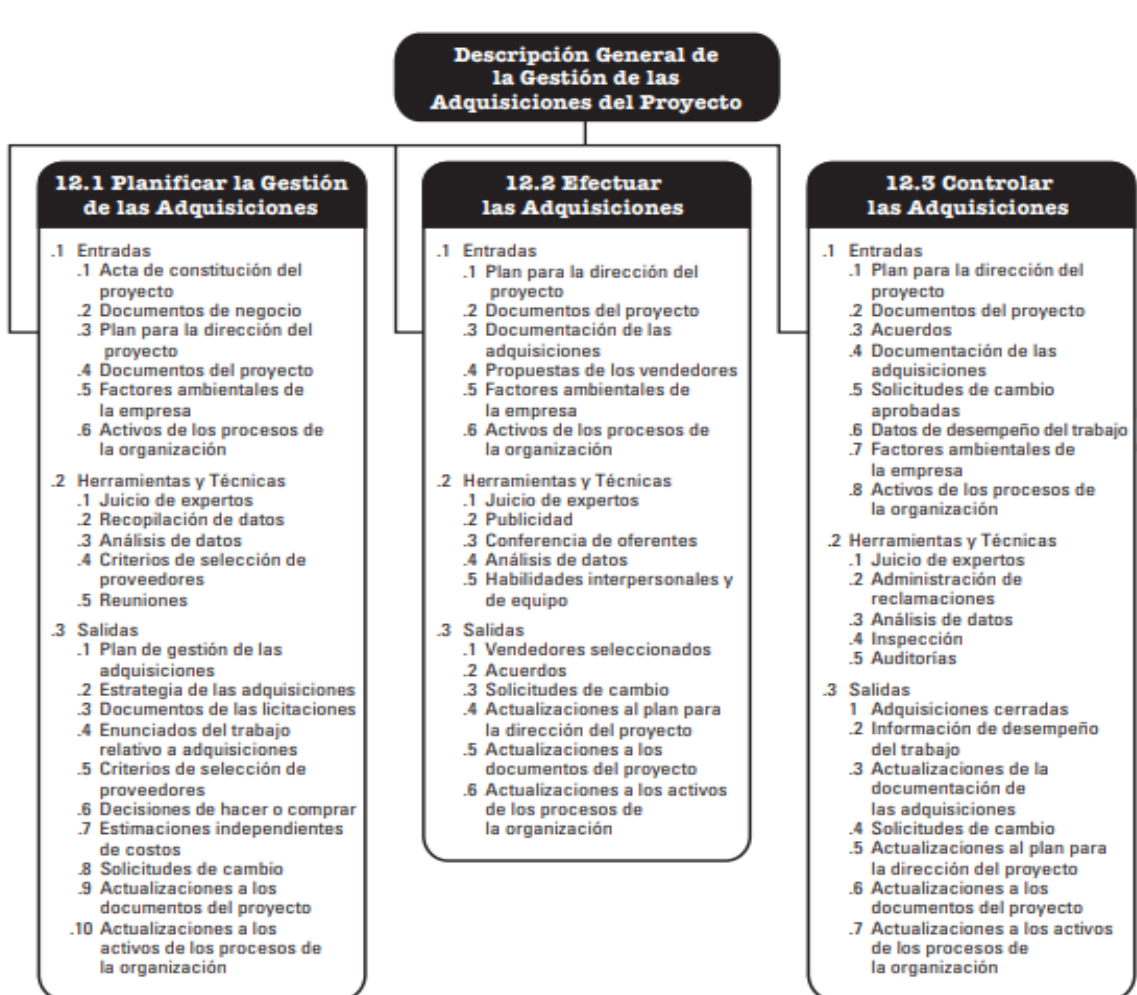 Descripción General de
la Gestión de las
Adquisiciones del Proyecto
12.1 Planificar la Gestión
de las Adquisiciones
.1 Entradas
.1 Acta de constitución del
proyecto
.2 Documentos de negocio
.3 Plan para la dirección del
proyecto
.4 Documentos del proyecto
.5 Factores ambientales de
la empresa
.6 Activos de los procesos de
la organización
.2 Herramientas y Técnicas
.1 Juicio de expertos
.2 Recopilación de datos
.3 Análisis de datos
.4 Criterios de selección de
proveedores
.5 Reuniones
.3 Salidas
.1 Plan de gestión de las
adquisiciones
.2 Estrategia de las adquisiciones
.3 Documentos de las licitaciones
.4 Enunciados del trabajo
relativo a adquisiciones
.5 Criterios de selección de
proveedores
.6 Decisiones de hacer o comprar
.7 Estimaciones independientes
de costos
.8 Solicitudes de cambio
.9 Actualizaciones a los
documentos del proyecto
.10 Actualizaciones a los
activos de los procesos de
la organización
12.2 Efectuar
las Adquisiciones
.1 Entradas
.1 Plan para la dirección del
proyecto
.2 Documentos del proyecto
.3 Documentación de las
adquisiciones
.4 Propuestas de los vendedores
.5 Factores ambientales de
la empresa
.6 Activos de los procesos de
la organización
.2 Herramientas y Técnicas
.1 Juicio de expertos
.2 Publicidad
.3 Conferencia de oferentes
.4 Análisis de datos
.5 Habilidades interpersonales y
de equipo
.3 Salidas
.1 Vendedores seleccionados
.2 Acuerdos
.3 Solicitudes de cambio
.4 Actualizaciones al plan para
la dirección del proyecto
.5 Actualizaciones a los
documentos del proyecto
.6 Actualizaciones a los activos
de los procesos de
la organización
12.3 Controlar
las Adquisiciones
.1 Entradas
.1 Plan para la dirección del
proyecto
.2 Documentos del proyecto
.3 Acuerdos
.4 Documentación de las
adquisiciones
.5 Solicitudes de cambio
aprobadas
.6 Datos de desempeño del trabajo
.7 Factores ambientales de
la empresa
.8 Activos de los procesos de
la organización
.2 Herramientas y Técnicas
.1 Juicio de expertos
.2 Administración de
reclamaciones
.3 Análisis de datos
.4 Inspección
.5 Auditorías
.3 Salidas
1 Adquisiciones cerradas
.2 Información de desempeño
del trabajo
.3 Actualizaciones de la
documentación de
las adquisiciones
.4 Solicitudes de cambio
.5 Actualizaciones al plan para
la dirección del proyecto
.6 Actualizaciones a los
documentos del proyecto
.7 Actualizaciones a los activos
de los procesos de
la organización